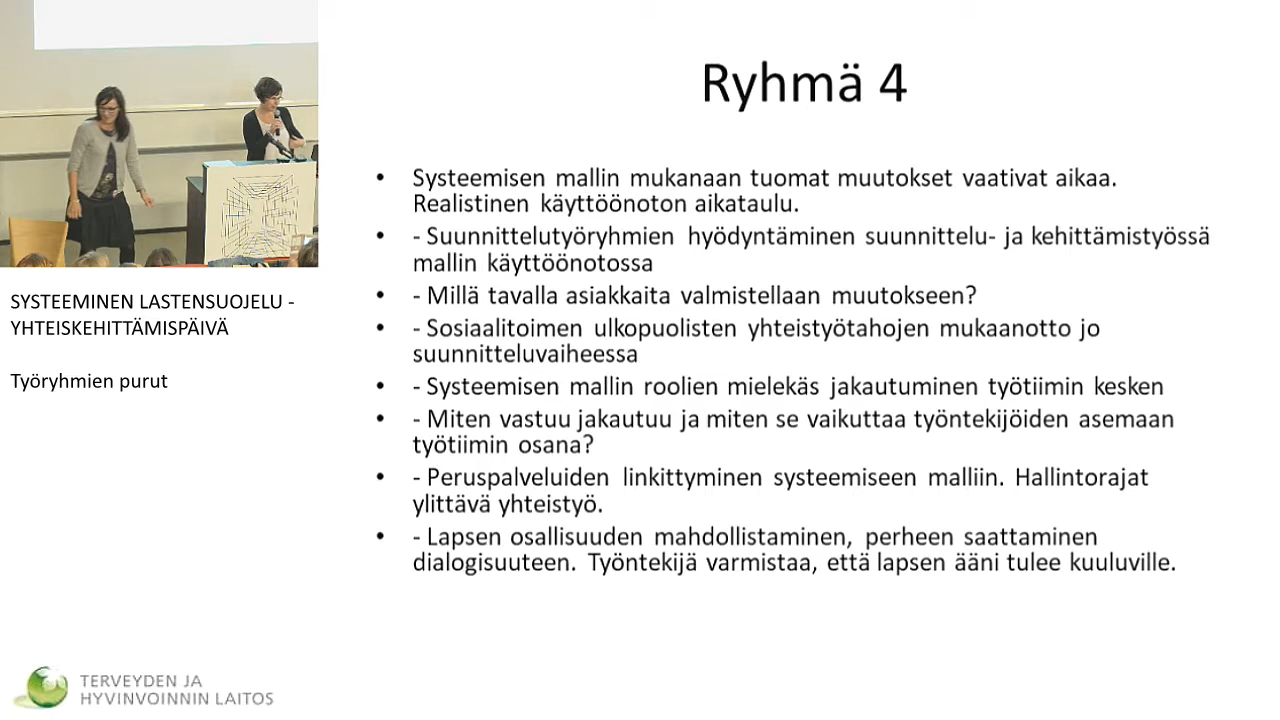 Ryhmä 4
• Systeemisen mallin mukanaan tuomat muutokset vaativat aikaa.
Realistinen käyttöönoton aikataulu.
• - Suunnittelutyöryhmien hyödyntäminen suunnittelu- ja kehittämistyössä
mallin käyttöönotossa
• - Millä tavalla asiakkaita valmistellaan muutokseen?
• - Sosiaalitoimen ulkopuolisten yhteistyötahojen mukaanotto jo
suunnitteluvaiheessa
• - Systeemisen mallin roolien mielekäs jakautuminen työtiimin kesken
• - Miten vastuu jakautuu ja miten se vaikuttaa työntekijöiden asemaan
työtiimin osana?
• - Peruspalveluiden linkittyminen systeemiseen malliin. Hallintorajat
ylittävä yhteistyö.
• - Lapsen osallisuuden mahdollistaminen, perheen saattaminen
dialogisuuteen. Työntekijä varmistaa, että lapsen ääni tulee kuuluville.
SYSTEEMINEN LASTENSUOJELU -
YHTEISKEHITTÄMISPÄIVÄ
Työryhmien purut
TERVEYDEN JA
HYVINVOINNIN LAITOS